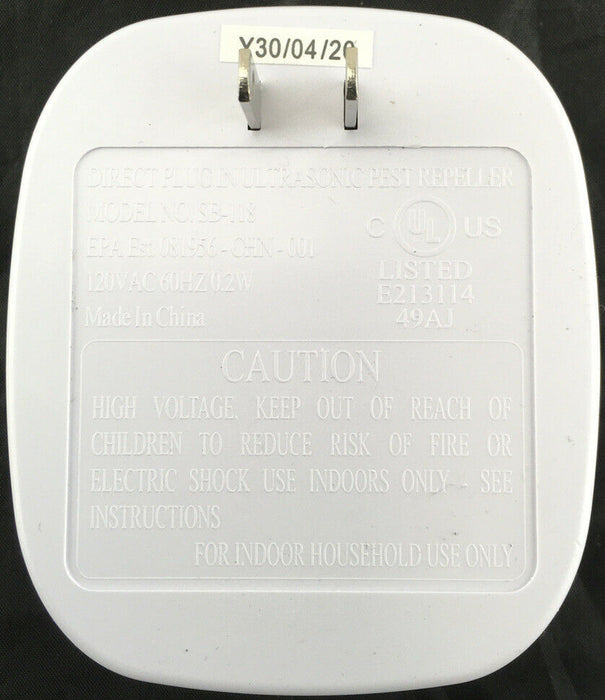 Y30/04/20
DIRECT PLUG IN ULTRASONIC PEST REPELLER
MODEL NO.: SB-118
EPA Est. 081956 - CHN - 001
120VAC 60HZ 0.2W
Made In China
C UL US
LISTED
E213114
49AJ
CAUTION
HIGH VOLTAGE, KEEP OUT OF REACH OF
CHILDREN TO REDUCE RISK OF FIRE OR
ELECTRIC SHOCK USE INDOORS ONLY - SEE
INSTRUCTIONS
FOR INDOOR HOUSEHOLD USE ONLY